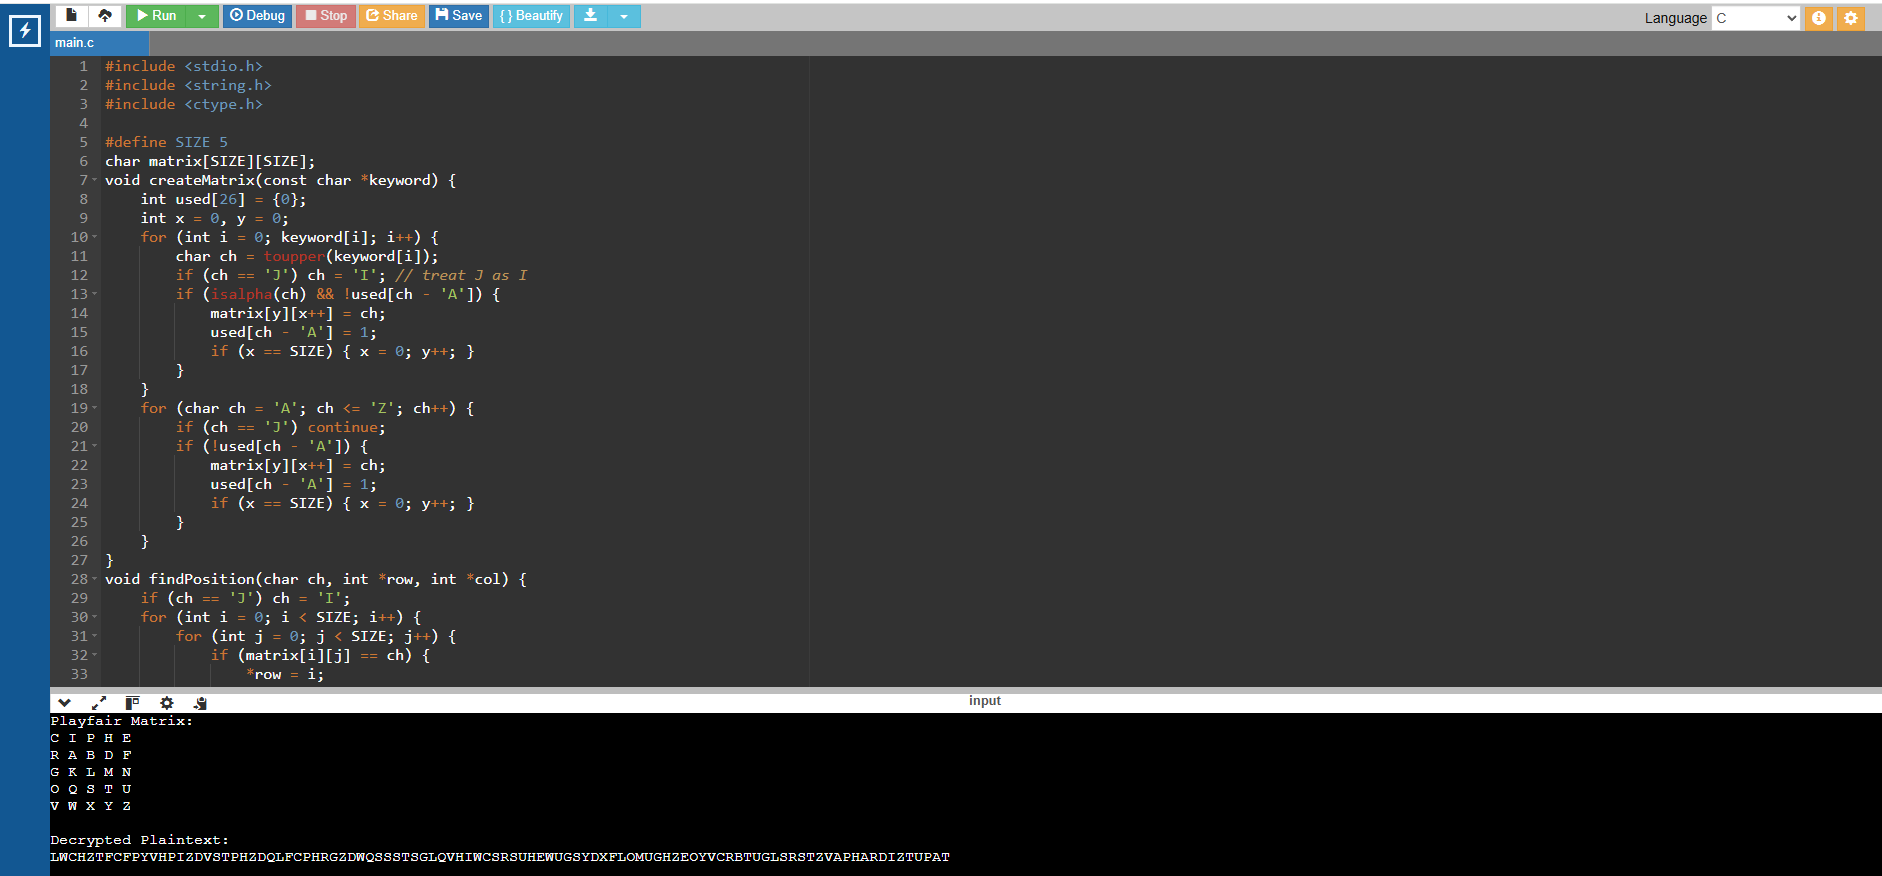 Run Debug Stop Share Save { } Beautify Language C
main.c
1 #include <stdio.h>
2 #include <string.h>
3 #include <ctype.h>
4
5 #define SIZE 5
6 char matrix[SIZE][SIZE];
7 void createMatrix(const char *keyword) {
8     int used[26] = {0};
9     int x = 0, y = 0;
10     for (int i = 0; keyword[i]; i++) {
11         char ch = toupper(keyword[i]);
12         if (ch == 'J') ch = 'I'; // treat J as I
13         if (isalpha(ch) && !used[ch - 'A']) {
14             matrix[y][x++] = ch;
15             used[ch - 'A'] = 1;
16             if (x == SIZE) { x = 0; y++; }
17         }
18     }
19     for (char ch = 'A'; ch <= 'Z'; ch++) {
20         if (ch == 'J') continue;
21         if (!used[ch - 'A']) {
22             matrix[y][x++] = ch;
23             used[ch - 'A'] = 1;
24             if (x == SIZE) { x = 0; y++; }
25         }
26     }
27 }
28 void findPosition(char ch, int *row, int *col) {
29     if (ch == 'J') ch = 'I';
30     for (int i = 0; i < SIZE; i++) {
31         for (int j = 0; j < SIZE; j++) {
32             if (matrix[i][j] == ch) {
33                 *row = i;
input
Playfair Matrix:
C I P H E
R A B D F
G K L M N
O Q S T U
V W X Y Z
Decrypted Plaintext:
LWCHZTFCFPYVHPIZDVSTPHZDQLFCPHRGZDWQSSSTSGLQVHIWCSRSUHEWUGSYDXFLOMUGHZEOYVCRBTUGLSRSTZVAPHARDIZTUPAT